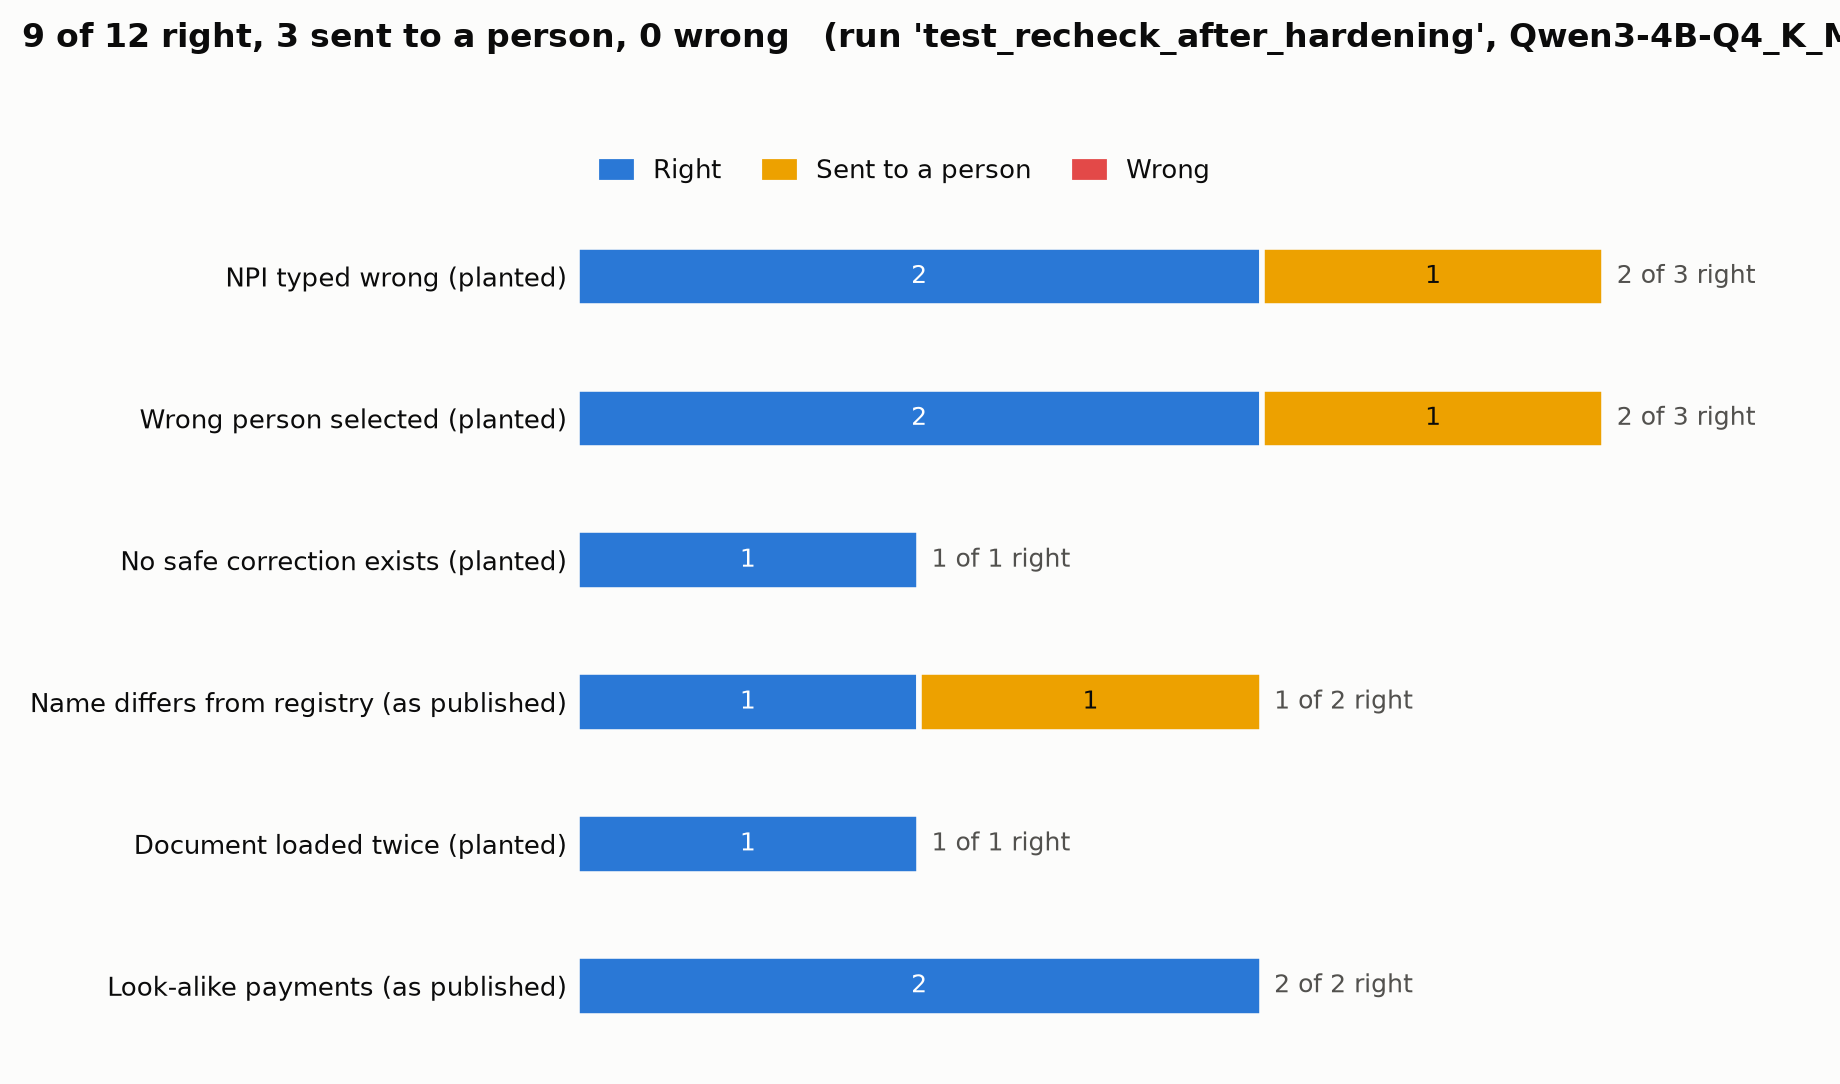 9 of 12 right, 3 sent to a person, 0 wrong (run 'test_recheck_after_hardening', Qwen3-4B-Q4_K_
Right Sent to a person Wrong
NPI typed wrong (planted) 2 1 2 of 3 right
Wrong person selected (planted) 2 1 2 of 3 right
No safe correction exists (planted) 1 1 of 1 right
Name differs from registry (as published) 1 1 1 of 2 right
Document loaded twice (planted) 1 1 of 1 right
Look-alike payments (as published) 2 2 of 2 right